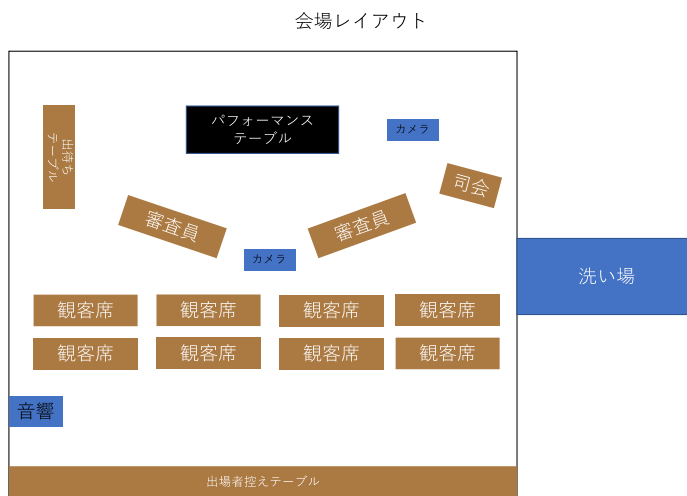 会場レイアウト
パフォーマンス
テーブル
カメラ
出待ち
テーブル
司会
審査員
審査員
カメラ
洗い場
観客席
観客席
観客席
観客席
観客席
観客席
観客席
観客席
音響
出場者控えテーブル